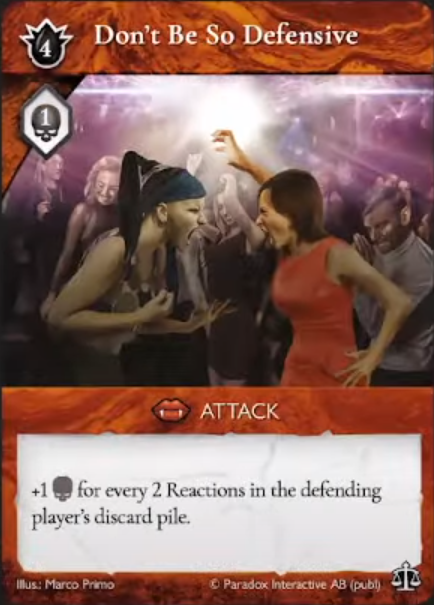 4
Don't Be So Defensive
1
ATTACK
+1 for every 2 Reactions in the defending
player's discard pile.
Illus.: Marco Primo
© Paradox Interactive AB (publ)